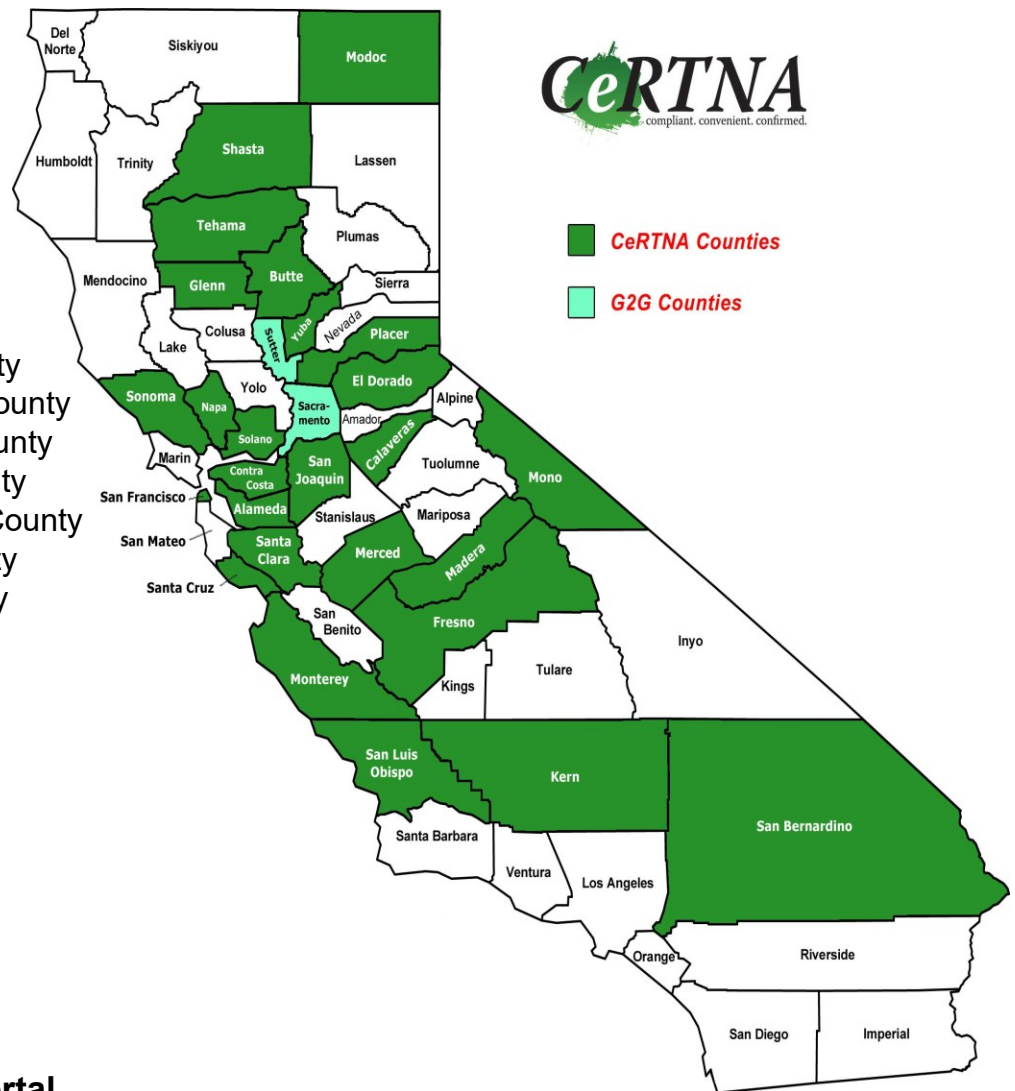 Del
Norte
Siskiyou
Modoc
CeRTNA
compliant. convenient. confirmed.
Humboldt
Trinity
Shasta
Lassen
Tehama
Plumas
CeRTNA Counties
Mendocino
Glenn
Butte
Sierra
G2G Counties
Colusa
Sutter
Yuba
Nevada
Placer
Lake
ty
ounty
unty
ty
County
ty
y
Sonoma
Napa
Yolo
Solano
Sacra-
mento
El Dorado
Amador
Alpine
Calaveras
Marin
Contra
Costa
San
Joaquin
Tuolumne
Mono
San Francisco
Alameda
Stanislaus
Mariposa
San Mateo
Santa
Clara
Merced
Madera
Santa Cruz
San
Benito
Fresno
Inyo
Monterey
Kings
Tulare
San Luis
Obispo
Kern
San Bernardino
Santa Barbara
Ventura
Los Angeles
Orange
Riverside
San Diego
Imperial
rtal